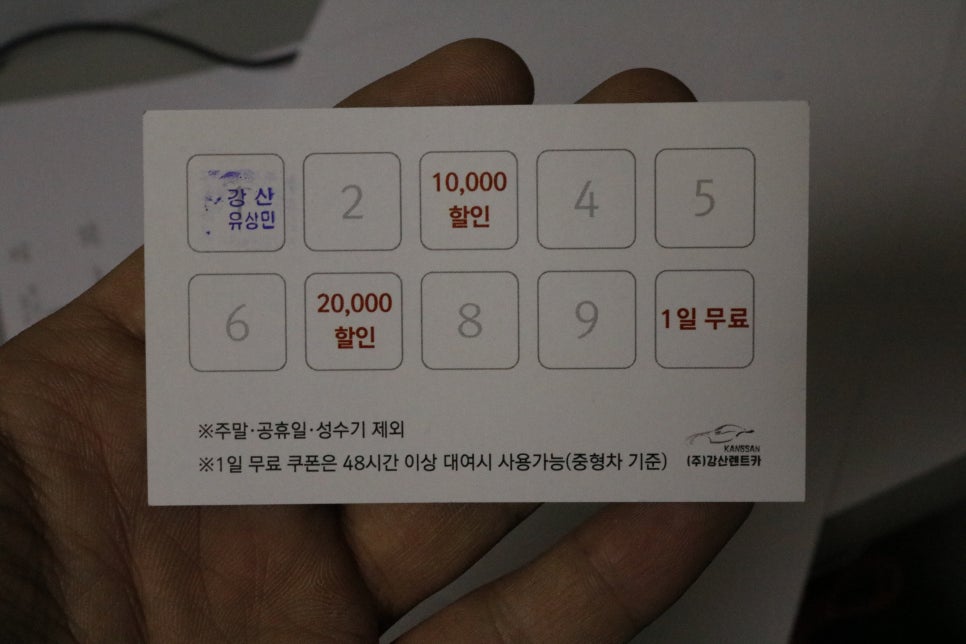 강산
유상민
2
10,000
할인
4
5
6
20,000
할인
8
9
1일 무료
※주말·공휴일·성수기 제외
※1일 무료 쿠폰은 48시간 이상 대여시 사용가능(중형차 기준)
KANGSAN
(주)강산렌트카